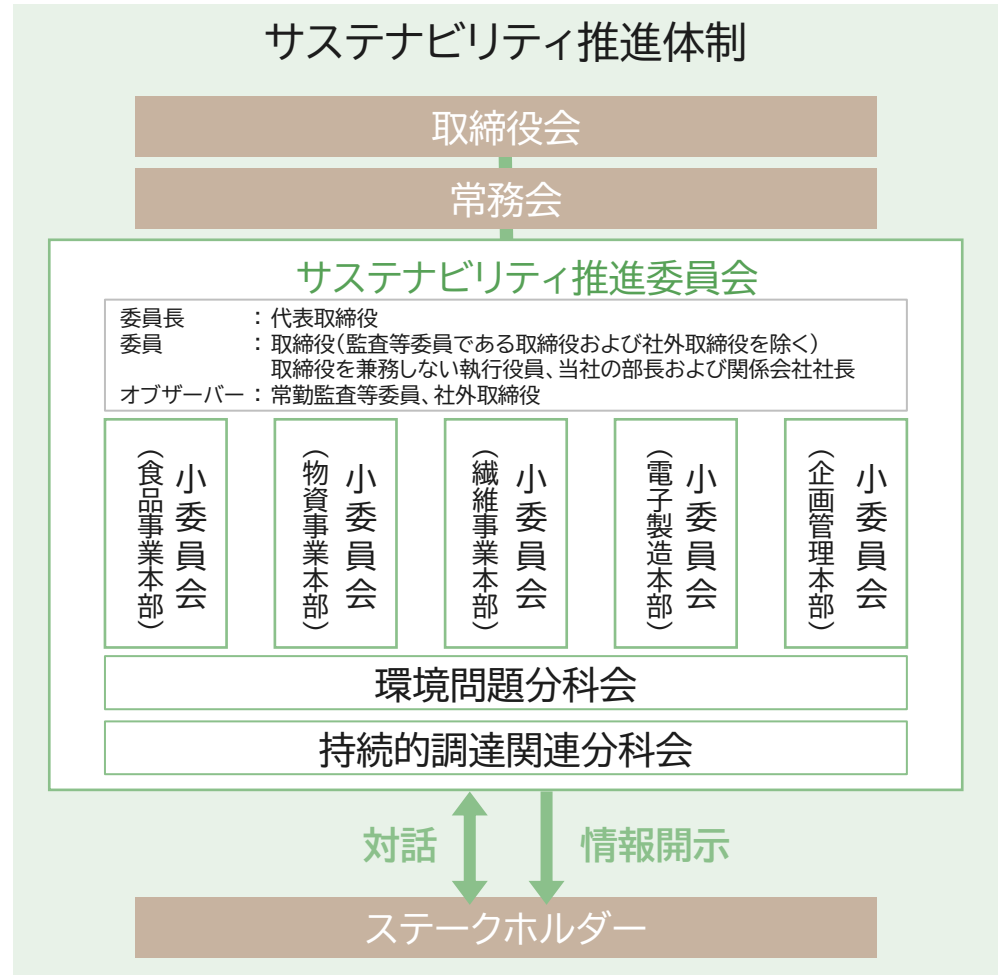 サステナビリティ推進体制
取締役会
常務会
サステナビリティ推進委員会
委員長 : 代表取締役
委員 : 取締役(監査等委員である取締役および社外取締役を除く)
取締役を兼務しない執行役員、当社の部長および関係会社社長
オブザーバー : 常勤監査等委員、社外取締役
小委員会
(食品事業本部)
小委員会
(物資事業本部)
小委員会
(繊維事業本部)
小委員会
(電子製造本部)
小委員会
(企画管理本部)
環境問題分科会
持続的調達関連分科会
対話
情報開示
ステークホルダー